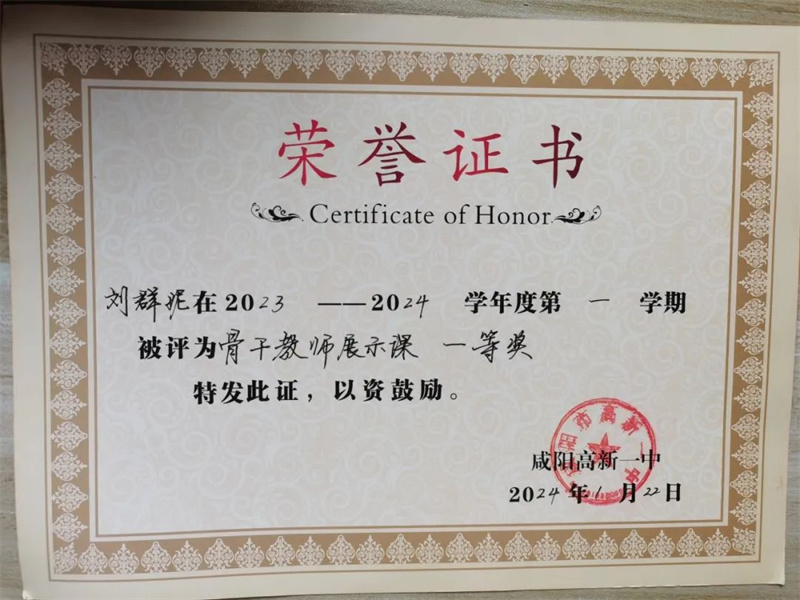 荣誉证书
Certificate of Honor
刘群妮在2023 ——2024 学年度第 一 学期
被评为骨干教师展示课 一等奖
特发此证，以资鼓励。
咸阳高新一中
2024年1月22日